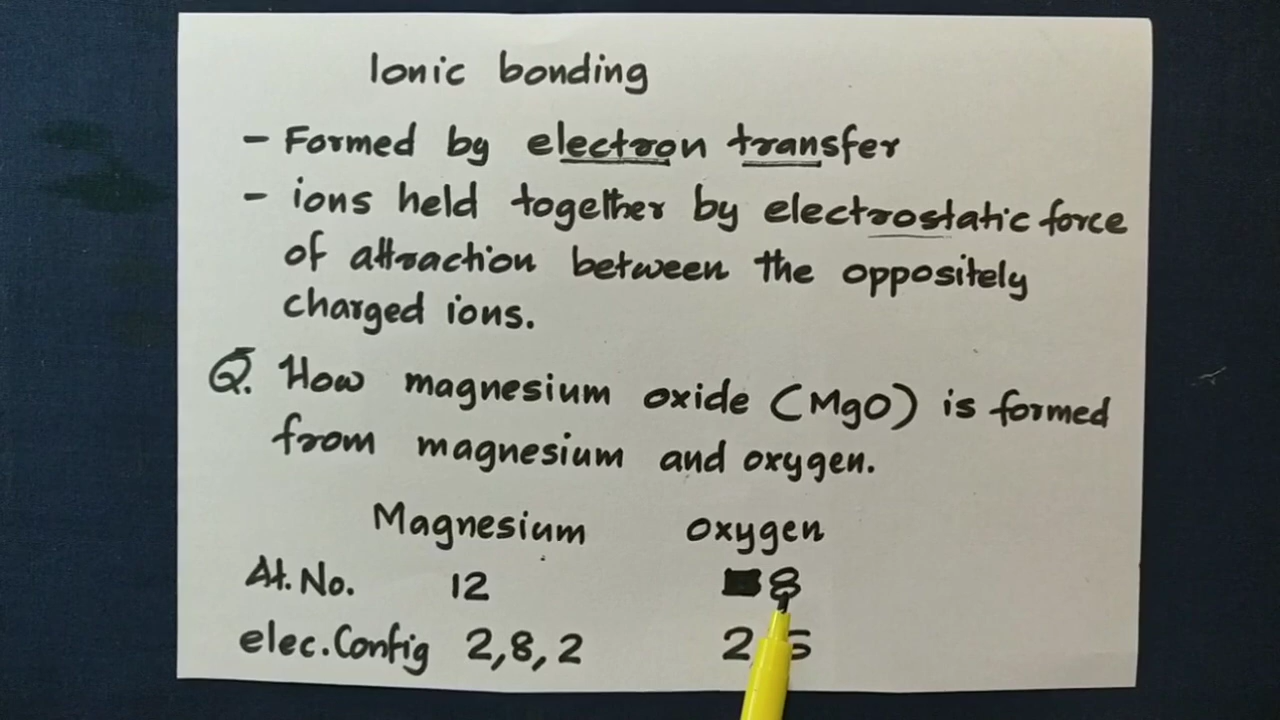 Ionic bonding
- Formed by electron transfer
- ions held together by electrostatic force
of attraction between the oppositely
charged ions.
Q. How magnesium oxide (MgO) is formed
from magnesium and oxygen.
Magnesium oxygen
At. No. 12 8
elec. Config 2,8,2 2